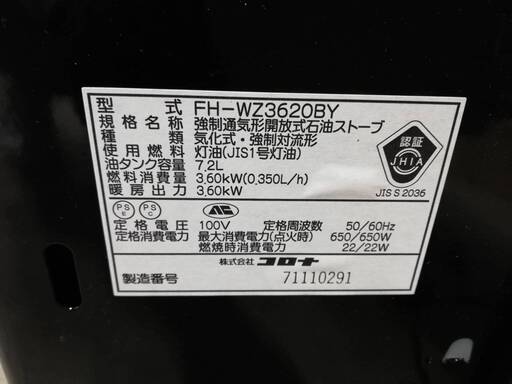 型式 FH-WZ3620BY
規格名称 強制通気形開放式石油ストーブ
種類 気化式・強制対流形
使用燃料 灯油(JIS1号灯油)
油タンク容量 7.2L
燃料消費量 3.60kW(0.350L/h)
暖房出力 3.60kW
認証
JHIA
JIS S 2036
PS E PS C
定格電圧 100V 定格周波数 50/60Hz
定格消費電力 最大消費電力(点火時) 650/650W
燃焼時消費電力 22/22W
株式会社 コロナ
製造番号 71110291